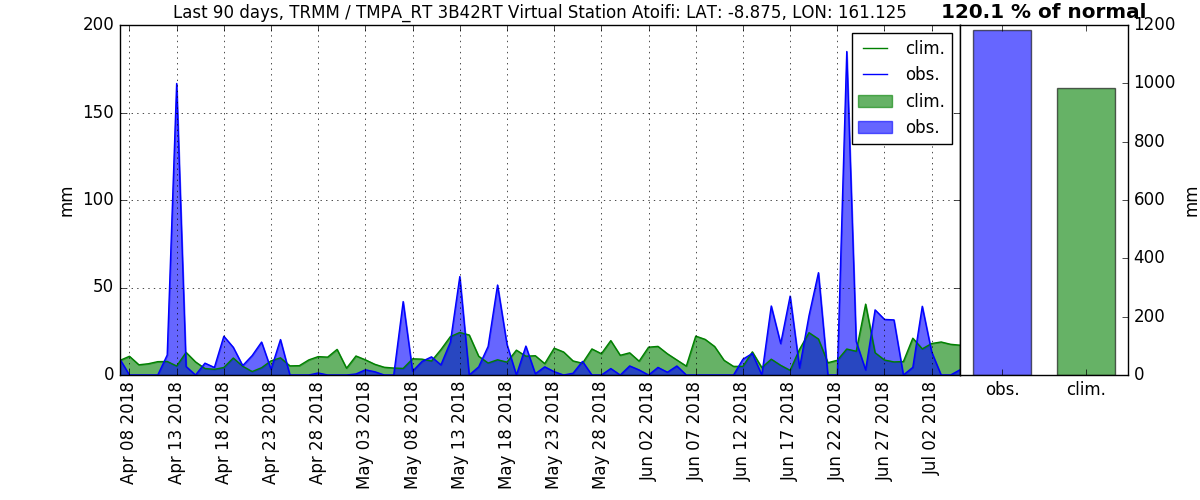 Last 90 days, TRMM / TMPA_RT 3B42RT Virtual Station Atoifi: LAT: -8.875, LON: 161.125
120.1 % of normal
200
150
100
50
0
mm
clim.
obs.
clim.
obs.
1200
1000
800
600
400
200
0
mm
Apr 08 2018
Apr 13 2018
Apr 18 2018
Apr 23 2018
Apr 28 2018
May 03 2018
May 08 2018
May 13 2018
May 18 2018
May 23 2018
May 28 2018
Jun 02 2018
Jun 07 2018
Jun 12 2018
Jun 17 2018
Jun 22 2018
Jun 27 2018
Jul 02 2018
obs.
clim.